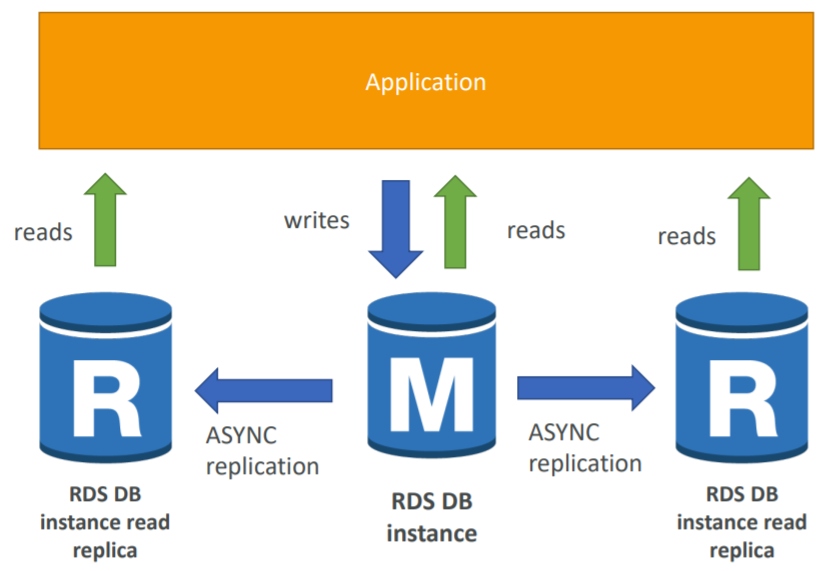 Application
reads
writes
reads
reads
R
M
R
ASYNC
replication
ASYNC
replication
RDS DB
instance read
replica
RDS DB
instance
RDS DB
instance read
replica